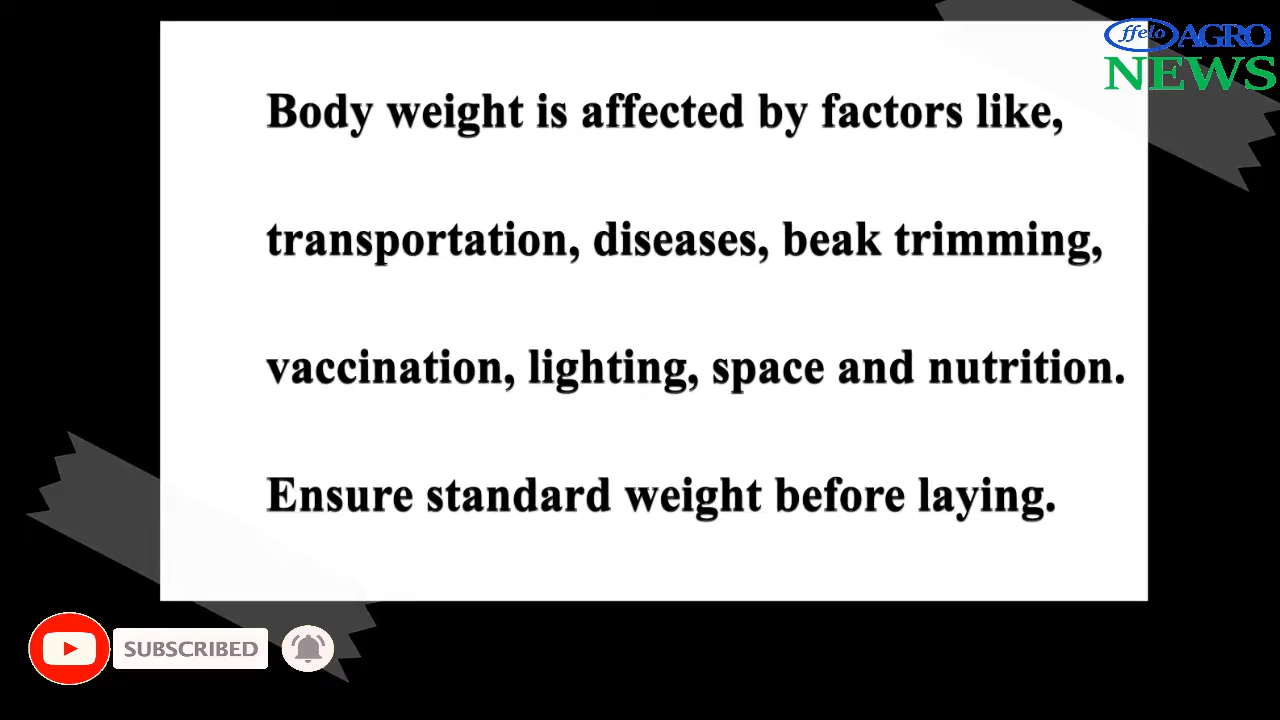 ffelo AGRO
NEWS
Body weight is affected by factors like,
transportation, diseases, beak trimming,
vaccination, lighting, space and nutrition.
Ensure standard weight before laying.
SUBSCRIBED